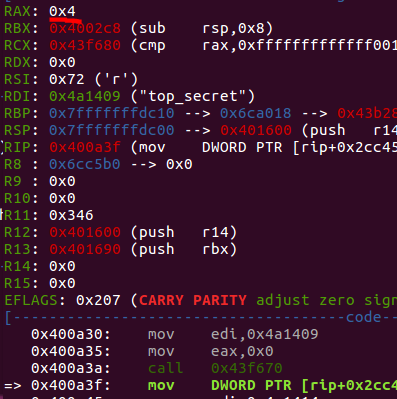 RAX: 0x4
RBX: 0x4002c8 (sub    rsp,0x8)
RCX: 0x43f680 (cmp    rax,0xfffffffffffff001
RDX: 0x0
RSI: 0x72 ('r')
RDI: 0x4a1409 ("top_secret")
RBP: 0x7fffffffdc10 --> 0x6ca018 --> 0x43b28
RSP: 0x7fffffffdc00 --> 0x401600 (push   r14
RIP: 0x400a3f (mov    DWORD PTR [rip+0x2cc45
R8 : 0x6cc5b0 --> 0x0
R9 : 0x0
R10: 0x0
R11: 0x346
R12: 0x401600 (push   r14)
R13: 0x401690 (push   rbx)
R14: 0x0
R15: 0x0
EFLAGS: 0x207 (CARRY PARITY adjust zero sign
[-------------------------------------code--
0x400a30: mov    edi,0x4a1409
0x400a35: mov    eax,0x0
0x400a3a: call   0x43f670
=> 0x400a3f: mov    DWORD PTR [rip+0x2cc4